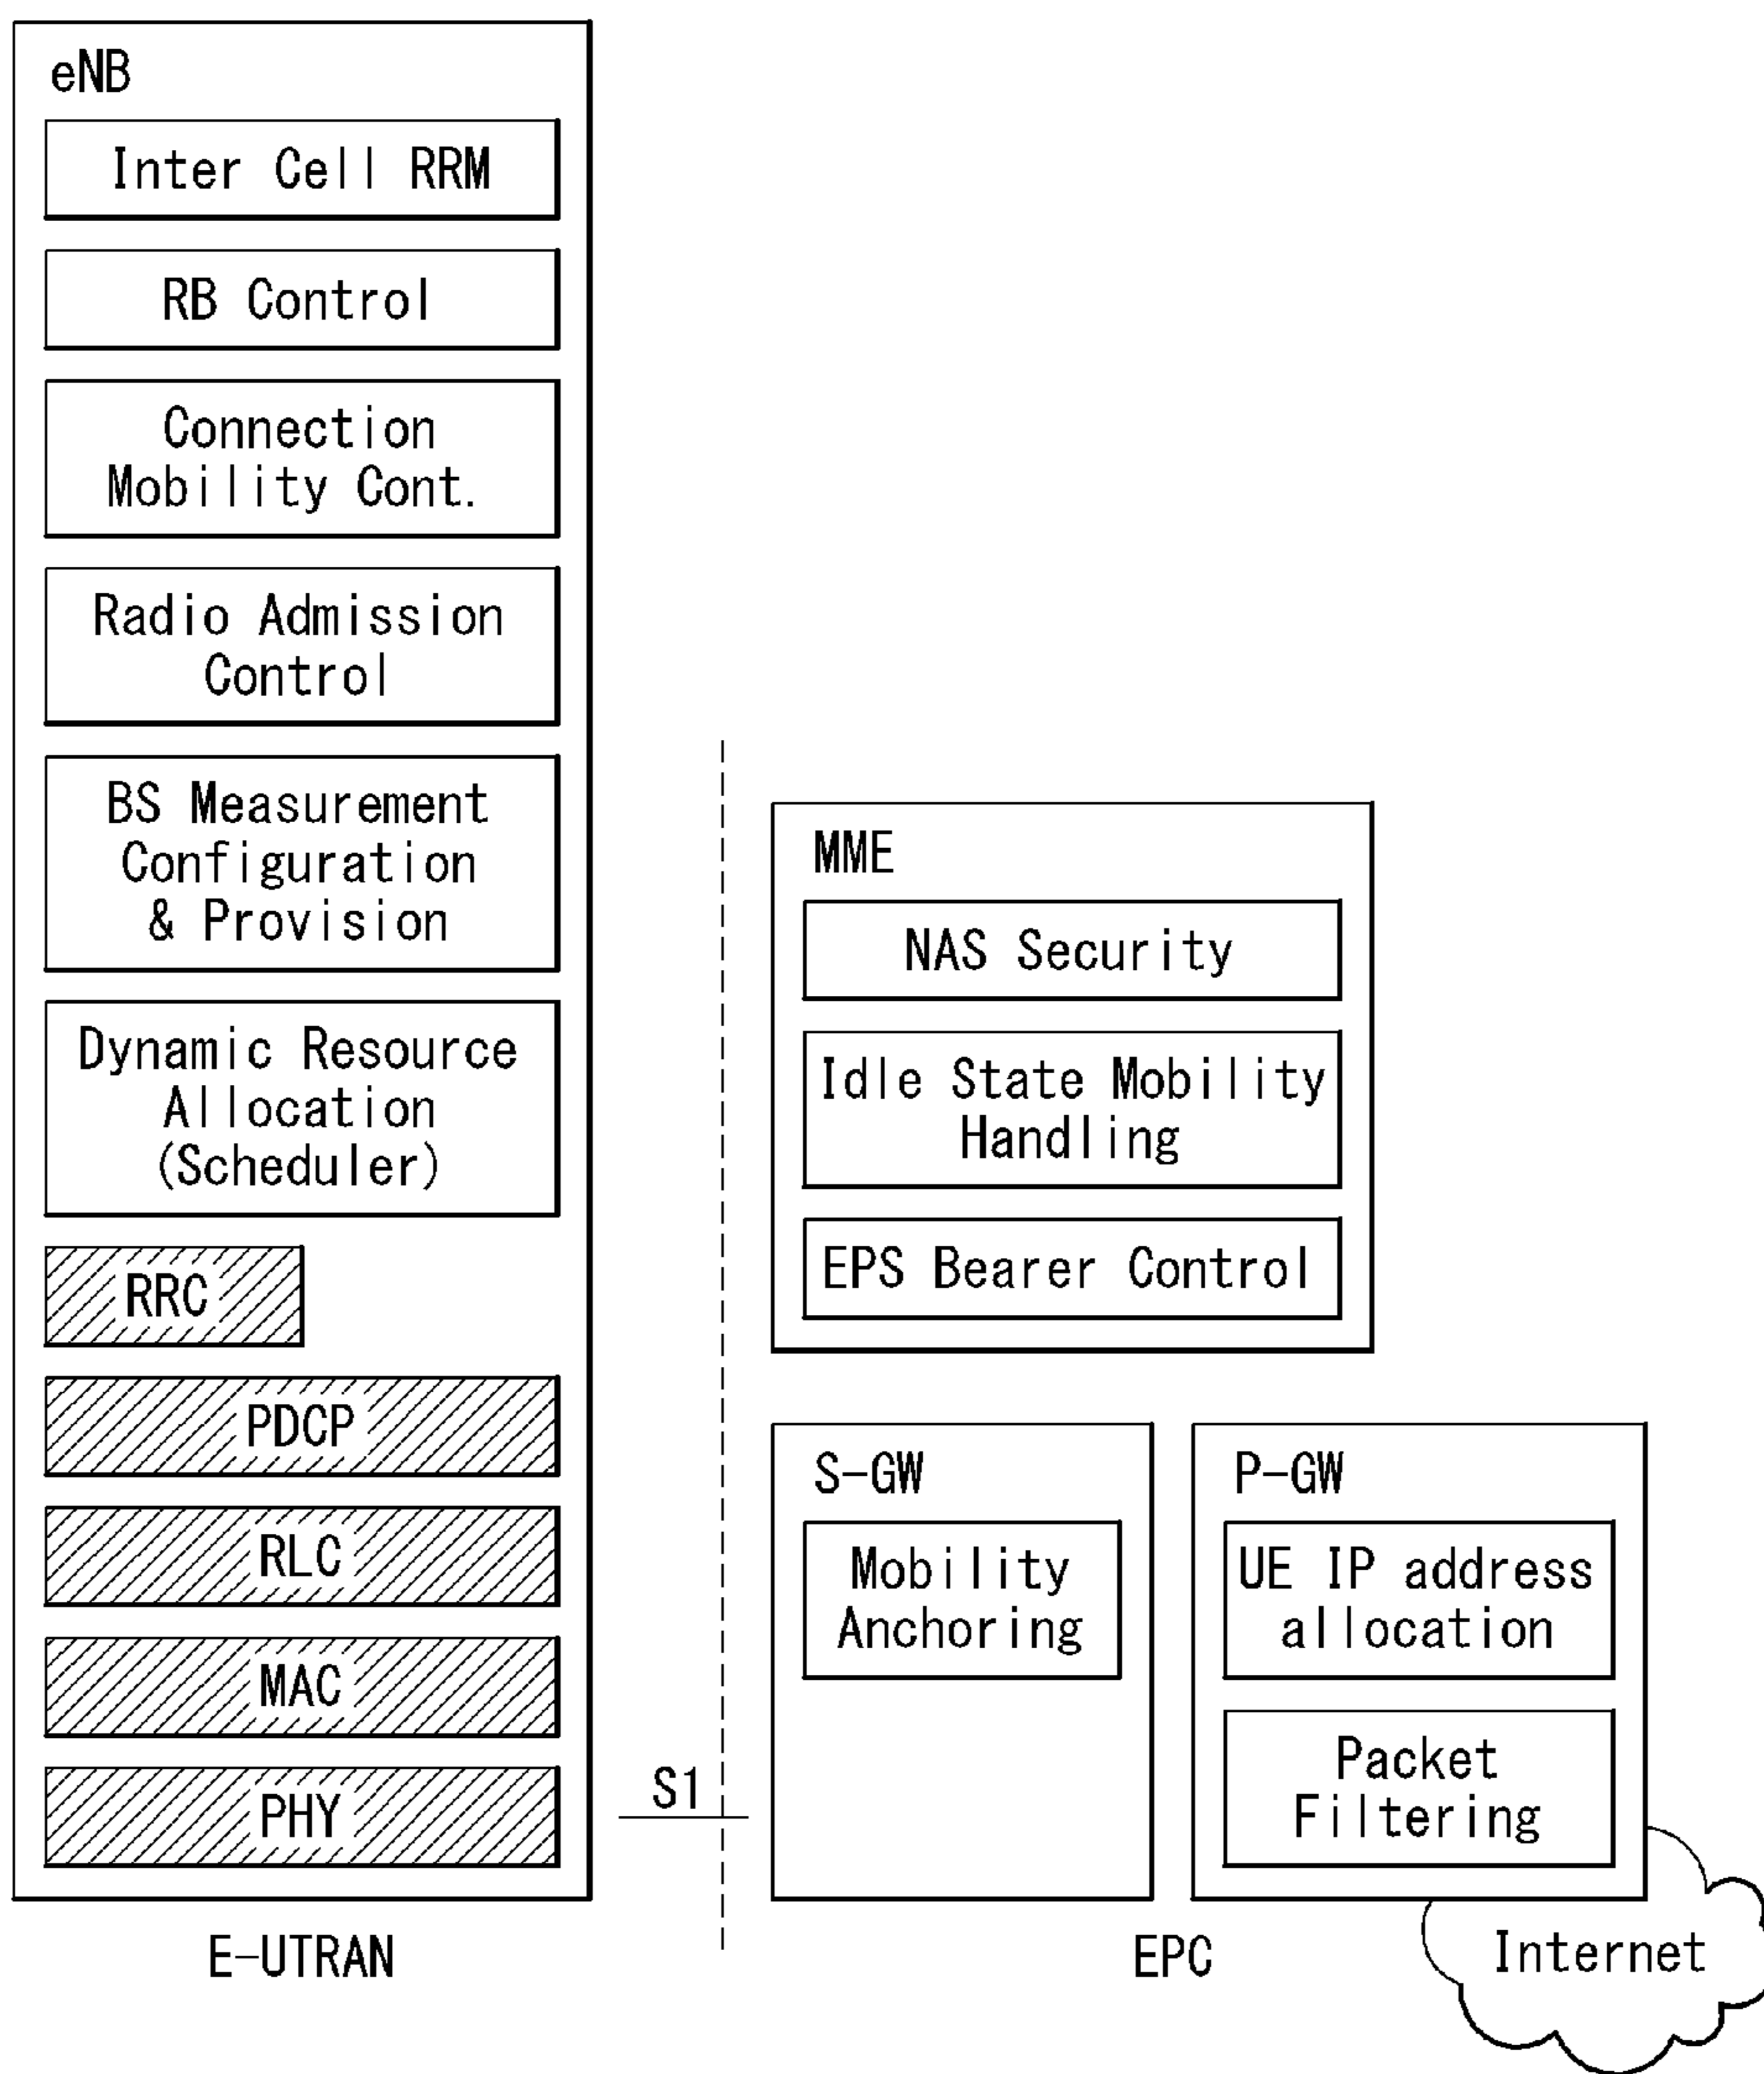 eNB
Inter Cell RRM
RB Control
Connection
Mobility Cont.
Radio Admission
Control
BS Measurement
Configuration
& Provision
Dynamic Resource
Allocation
(Scheduler)
RRC
PDCP
RLC
MAC
PHY
S1
MME
NAS Security
Idle State Mobility
Handling
EPS Bearer Control
S-GW
Mobility
Anchoring
P-GW
UE IP address
allocation
Packet
Filtering
E-UTRAN
EPC
Internet